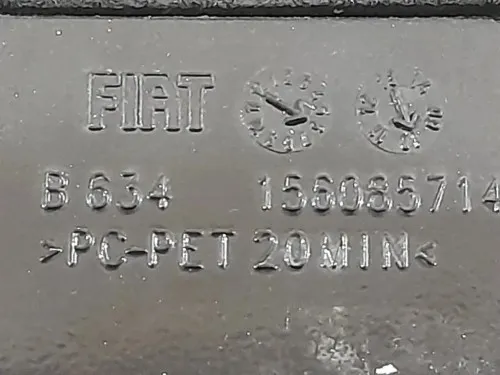 FIAT
B 634 156085714
>PC-PET 20MIN<